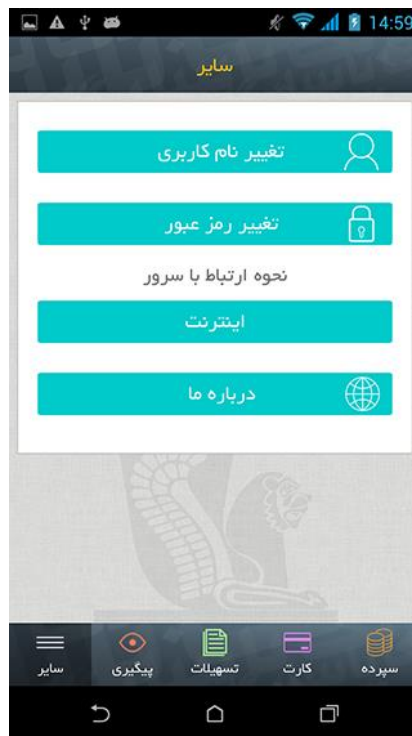 14:59
سایر
تغییر نام کاربری
تغییر رمز عبور
نحوه ارتباط با سرور
اینترنت
درباره ما
سپرده
کارت
تسهیلات
پیگیری
سایر